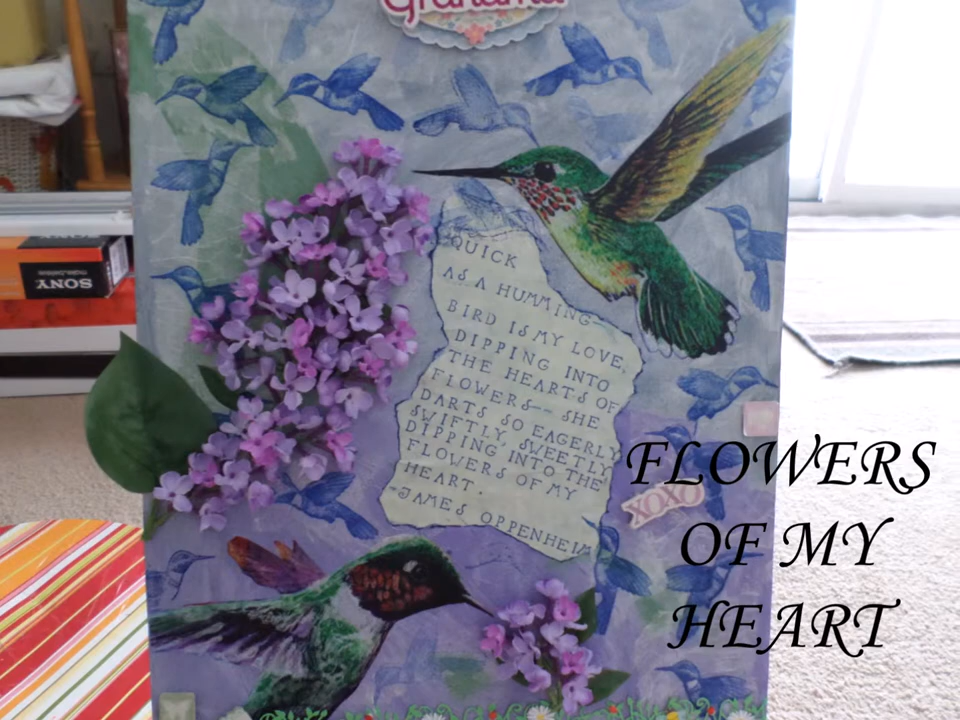 Grandma
SONY
QUICK
AS A HUMMING-
BIRD IS MY LOVE,
DIPPING INTO
THE HEARTS OF
FLOWERS-- SHE
DARTS SO EAGERLY
SWIFTLY, SWEETLY
DIPPING INTO THE
FLOWERS OF MY
HEART.
-JAMES OPPENHEIM
XOXO
FLOWERS
OF MY
HEART